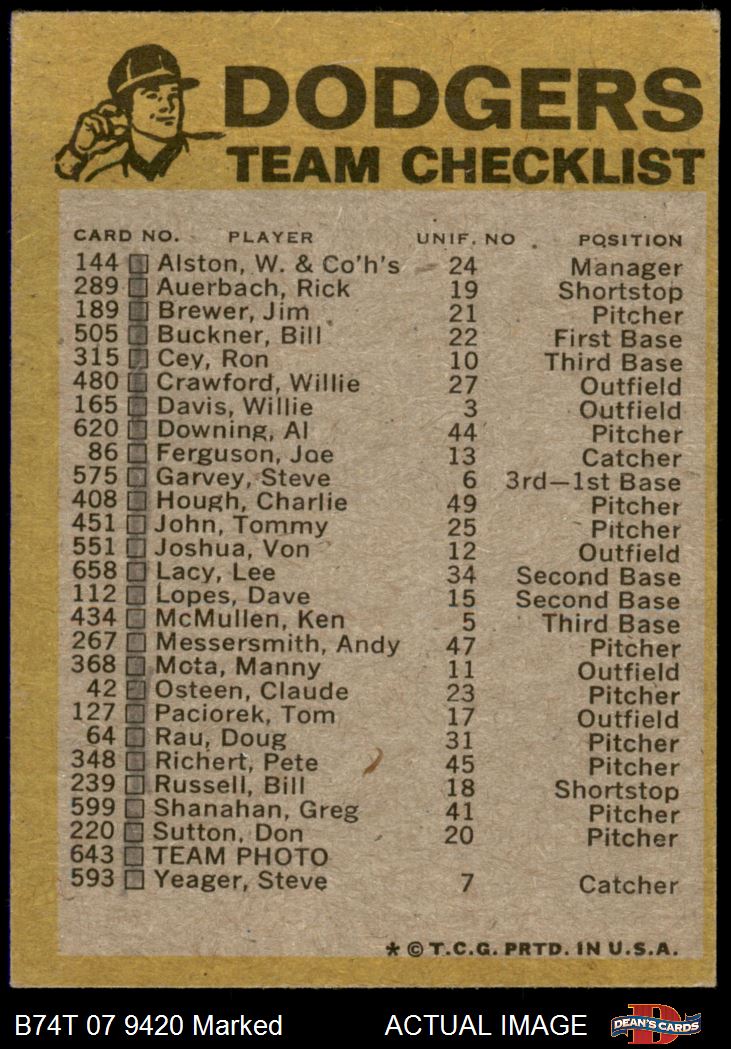 DODGERS
TEAM CHECKLIST
CARD NO. PLAYER UNIF. NO. POSITION
144 Alston, W. & Co'h's 24 Manager
289 Auerbach, Rick 19 Shortstop
189 Brewer, Jim 21 Pitcher
505 Buckner, Bill 22 First Base
315 Cey, Ron 10 Third Base
480 Crawford, Willie 27 Outfield
165 Davis, Willie 3 Outfield
620 Downing, Al 44 Pitcher
86 Ferguson, Joe 13 Catcher
575 Garvey, Steve 6 3rd—1st Base
408 Hough, Charlie 49 Pitcher
451 John, Tommy 25 Pitcher
551 Joshua, Von 12 Outfield
658 Lacy, Lee 34 Second Base
112 Lopes, Dave 15 Second Base
434 McMullen, Ken 5 Third Base
267 Messersmith, Andy 47 Pitcher
368 Mota, Manny 11 Outfield
42 Osteen, Claude 23 Pitcher
127 Paciorek, Tom 17 Outfield
64 Rau, Doug 31 Pitcher
348 Richert, Pete 45 Pitcher
239 Russell, Bill 18 Shortstop
599 Shanahan, Greg 41 Pitcher
220 Sutton, Don 20 Pitcher
643 TEAM PHOTO
593 Yeager, Steve 7 Catcher
* © T.C.G. PRTD. IN U.S.A.
B74T 07 9420 Marked ACTUAL IMAGE DEAN'S CARDS